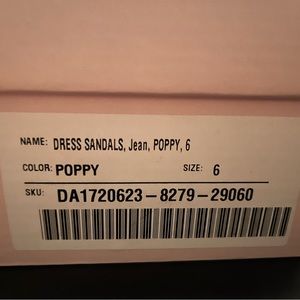 NAME: DRESS SANDALS, Jean, POPPY, 6
COLOR: POPPY SIZE: 6
SKU: DA1720623-8279-29060